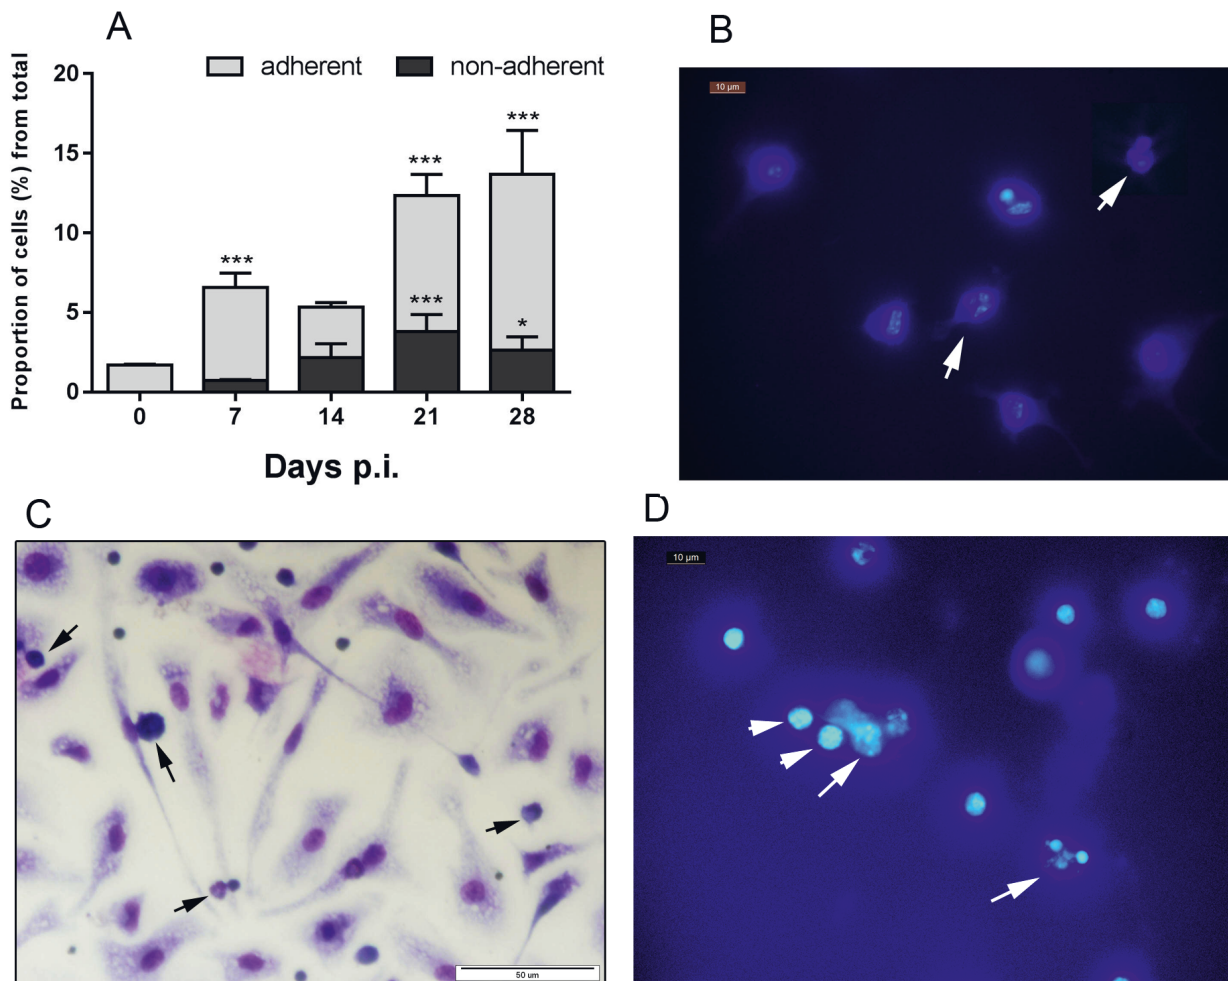 A
adherent
non-adherent
Proportion of cells (%) from total
20
15
10
5
0
***
***
***
***
*
0
7
14
21
28
Days p.i.
B
10 µm
C
50 um
D
10 µm